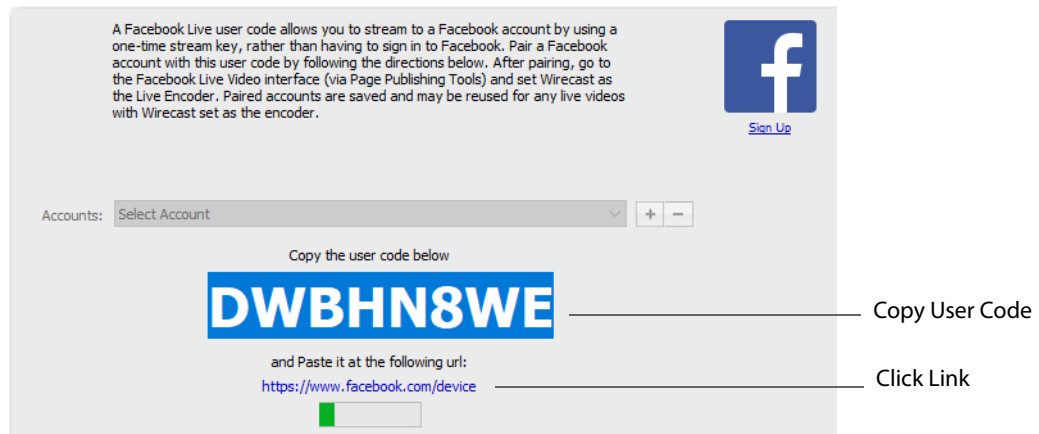 A Facebook Live user code allows you to stream to a Facebook account by using a
one-time stream key, rather than having to sign in to Facebook. Pair a Facebook
account with this user code by following the directions below. After pairing, go to
the Facebook Live Video interface (via Page Publishing Tools) and set Wirecast as
the Live Encoder. Paired accounts are saved and may be reused for any live videos
with Wirecast set as the encoder.
f
Sign Up
Accounts: Select Account + −
Copy the user code below
DWBHN8WE
Copy User Code
and Paste it at the following url:
https://www.facebook.com/device
Click Link